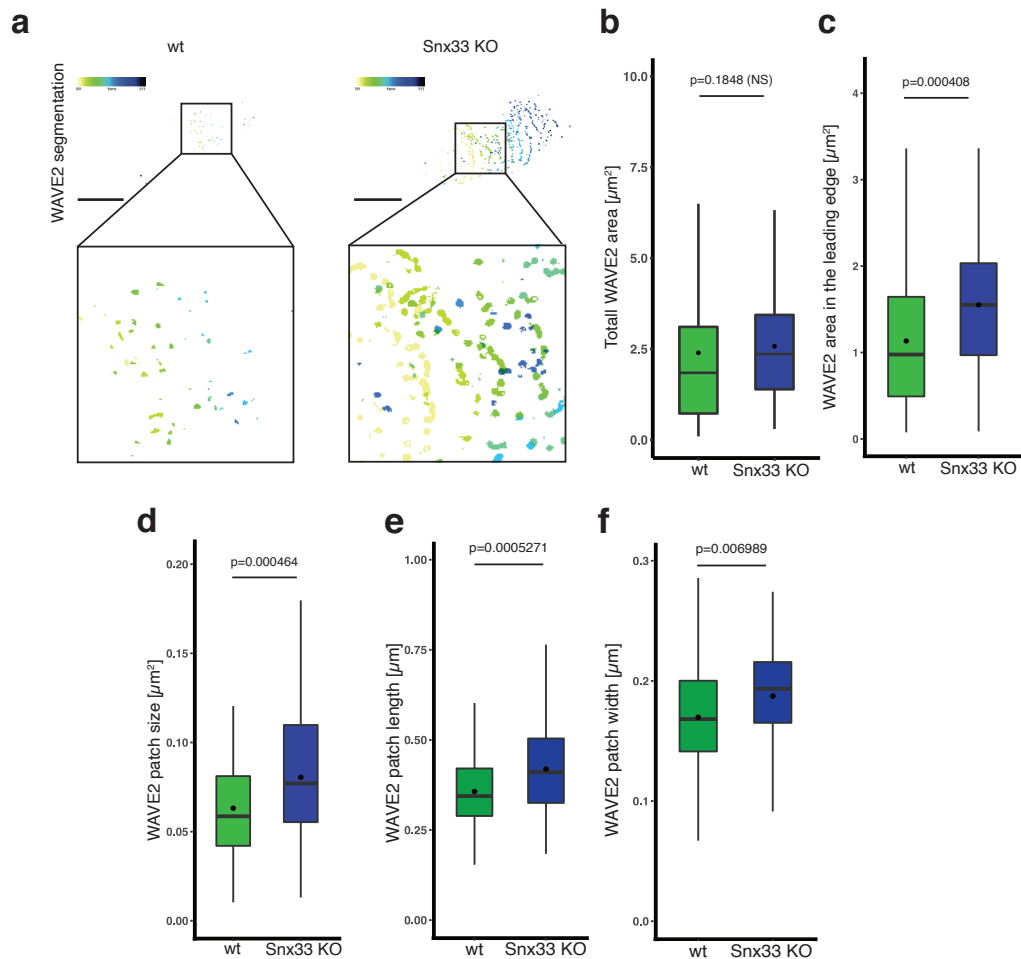 a
wt
Snx33 KO
WAVE2 segmentation
frame
frame
b
p=0.1848 (NS)
Totall WAVE2 area [µm²]
10.0
7.5
5.0
2.5
0.0
wt
Snx33 KO
c
p=0.000408
WAVE2 area in the leading edge [µm²]
4
3
2
1
0
wt
Snx33 KO
d
p=0.000464
WAVE2 patch size [µm²]
0.20
0.15
0.10
0.05
0.00
wt
Snx33 KO
e
p=0.0005271
WAVE2 patch length [µm]
1.00
0.75
0.50
0.25
0.00
wt
Snx33 KO
f
p=0.006989
WAVE2 patch width [µm]
0.3
0.2
0.1
0.0
wt
Snx33 KO